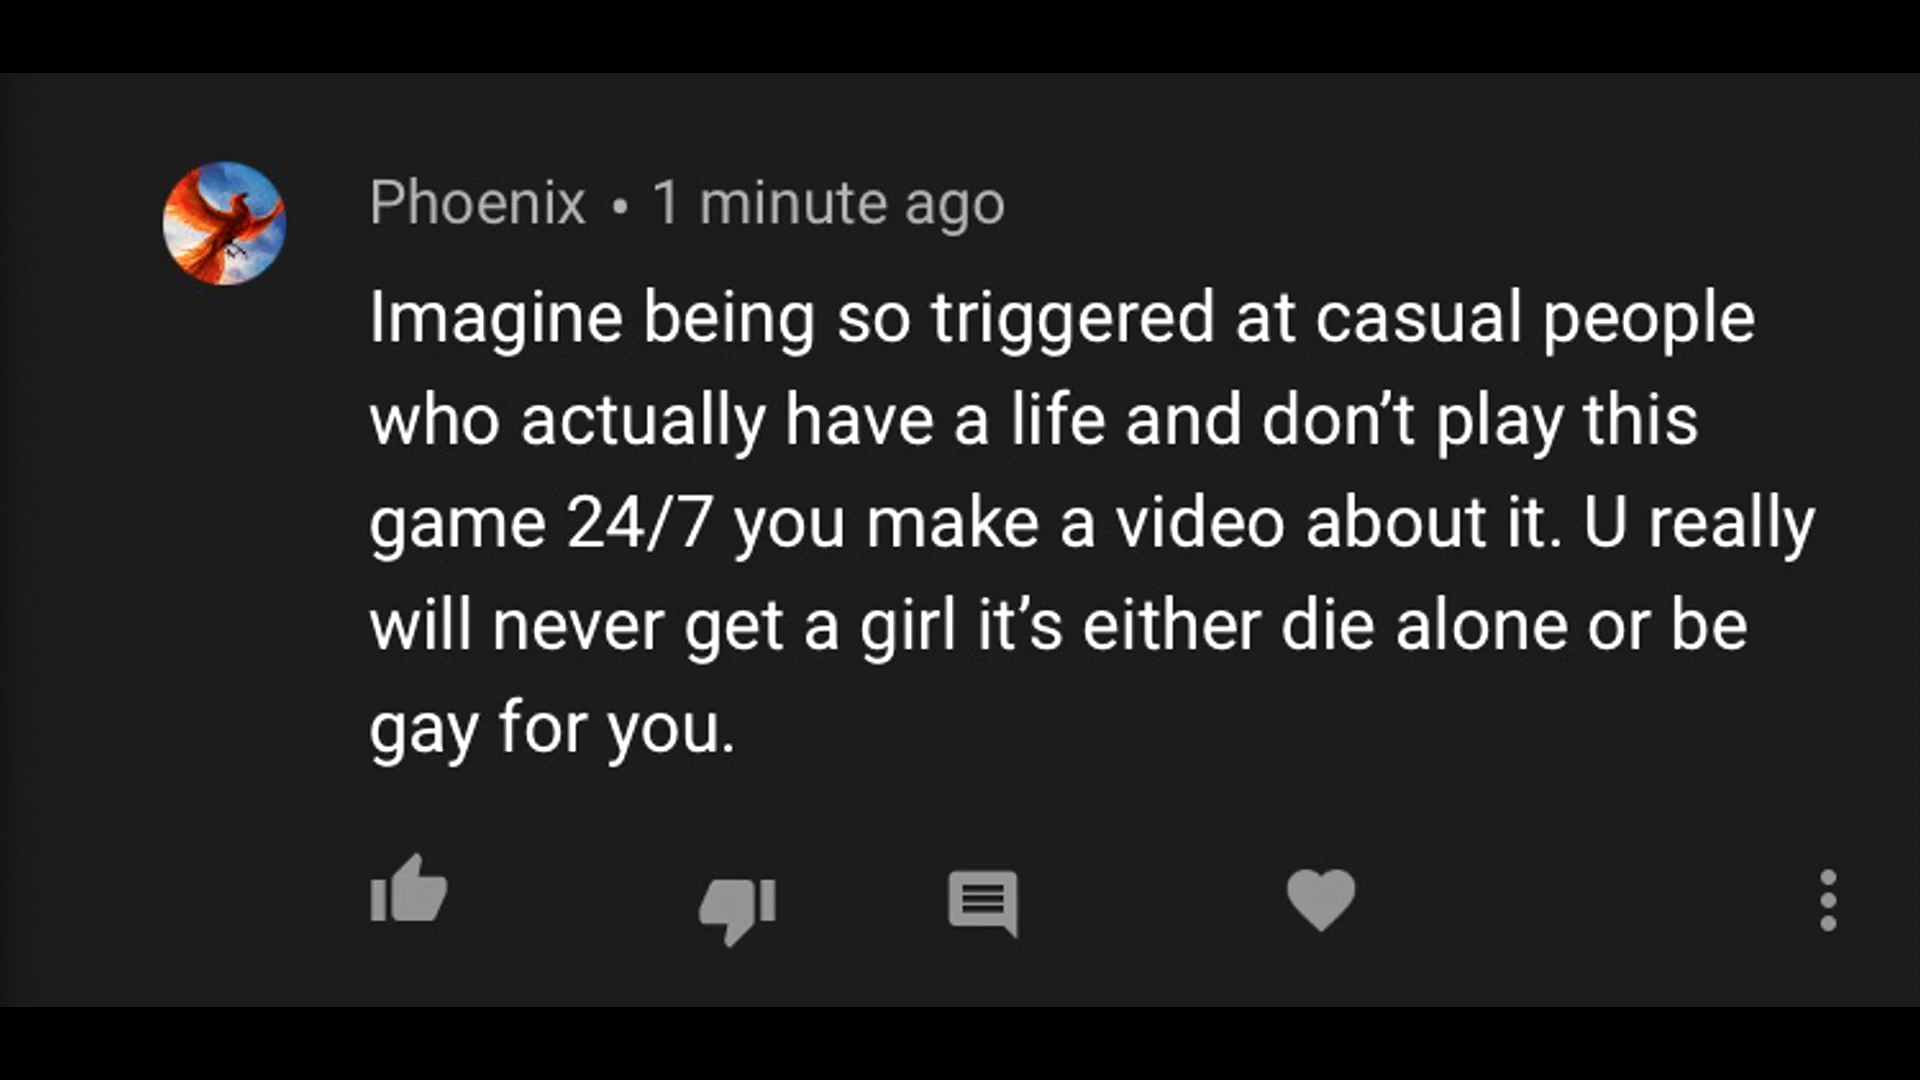 Phoenix • 1 minute ago
Imagine being so triggered at casual people
who actually have a life and don’t play this
game 24/7 you make a video about it. U really
will never get a girl it’s either die alone or be
gay for you.